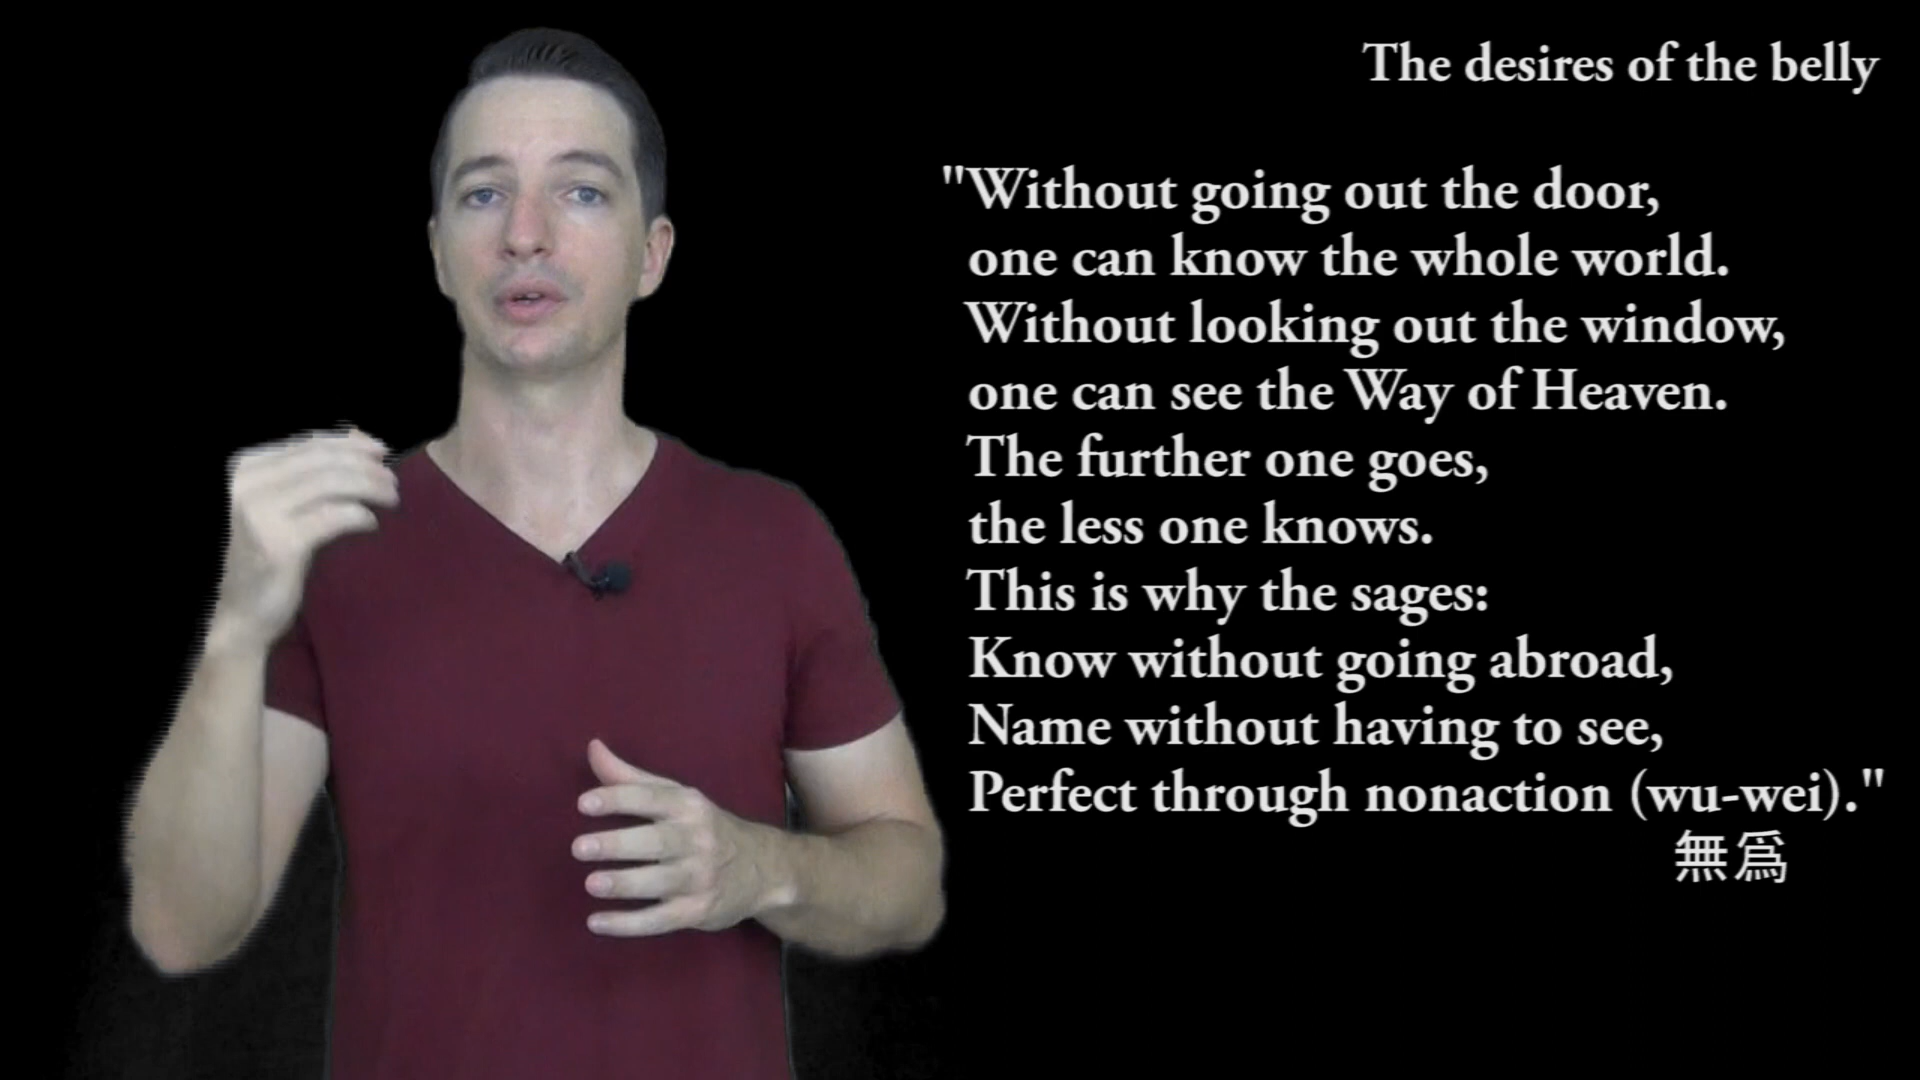 The desires of the belly
"Without going out the door,
one can know the whole world.
Without looking out the window,
one can see the Way of Heaven.
The further one goes,
the less one knows.
This is why the sages:
Know without going abroad,
Name without having to see,
Perfect through nonaction (wu-wei)."
無爲